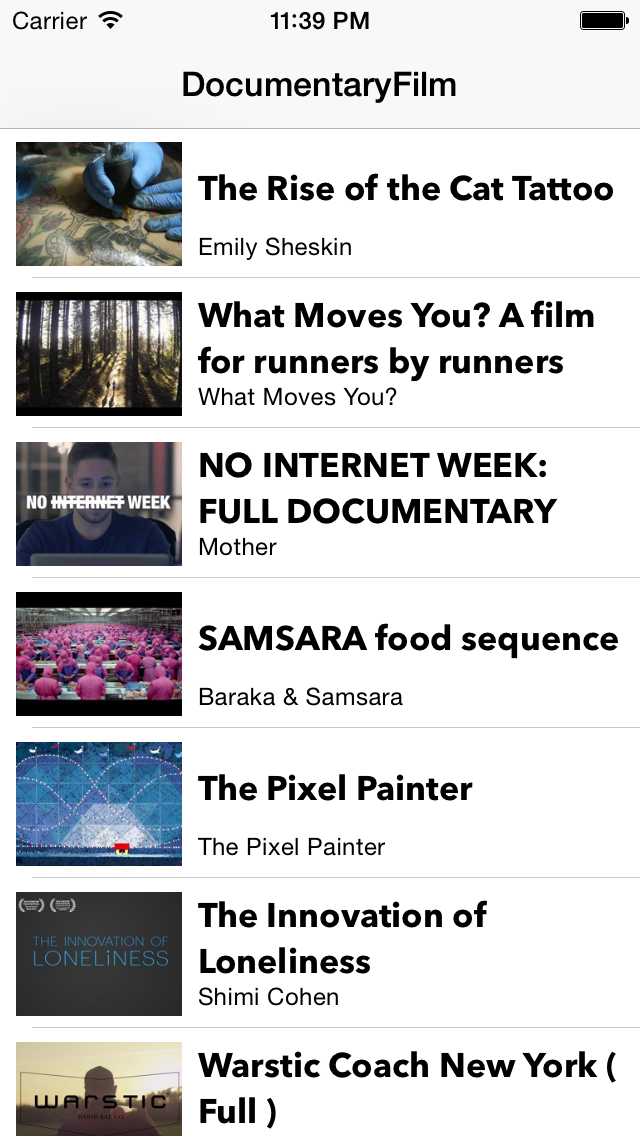 Carrier 11:39 PM
DocumentaryFilm
The Rise of the Cat Tattoo
Emily Sheskin
What Moves You? A film
for runners by runners
What Moves You?
NO INTERNET WEEK
NO INTERNET WEEK:
FULL DOCUMENTARY
Mother
SAMSARA food sequence
Baraka & Samsara
The Pixel Painter
The Pixel Painter
THE INNOVATION OF
LONELiNESS
The Innovation of
Loneliness
Shimi Cohen
WARSTIC
WOOD BAT CO.
Warstic Coach New York (
Full )